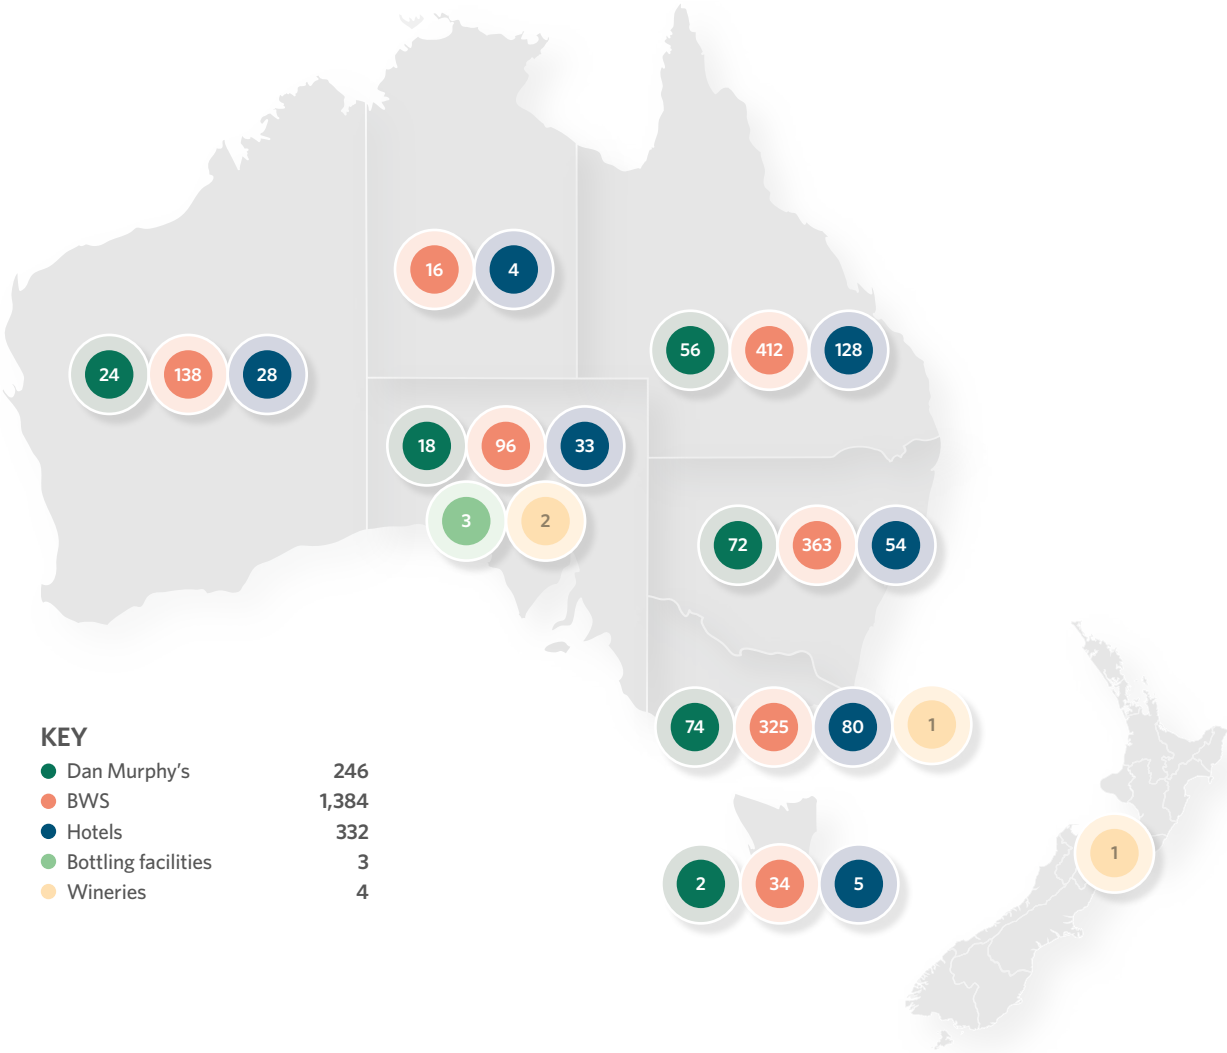 16 4
56 412 128
24 138 28
18 96 33
3 2
72 363 54
74 325 80 1
KEY
Dan Murphy's 246
BWS 1,384
Hotels 332
Bottling facilities 3
Wineries 4
2 34 5
1